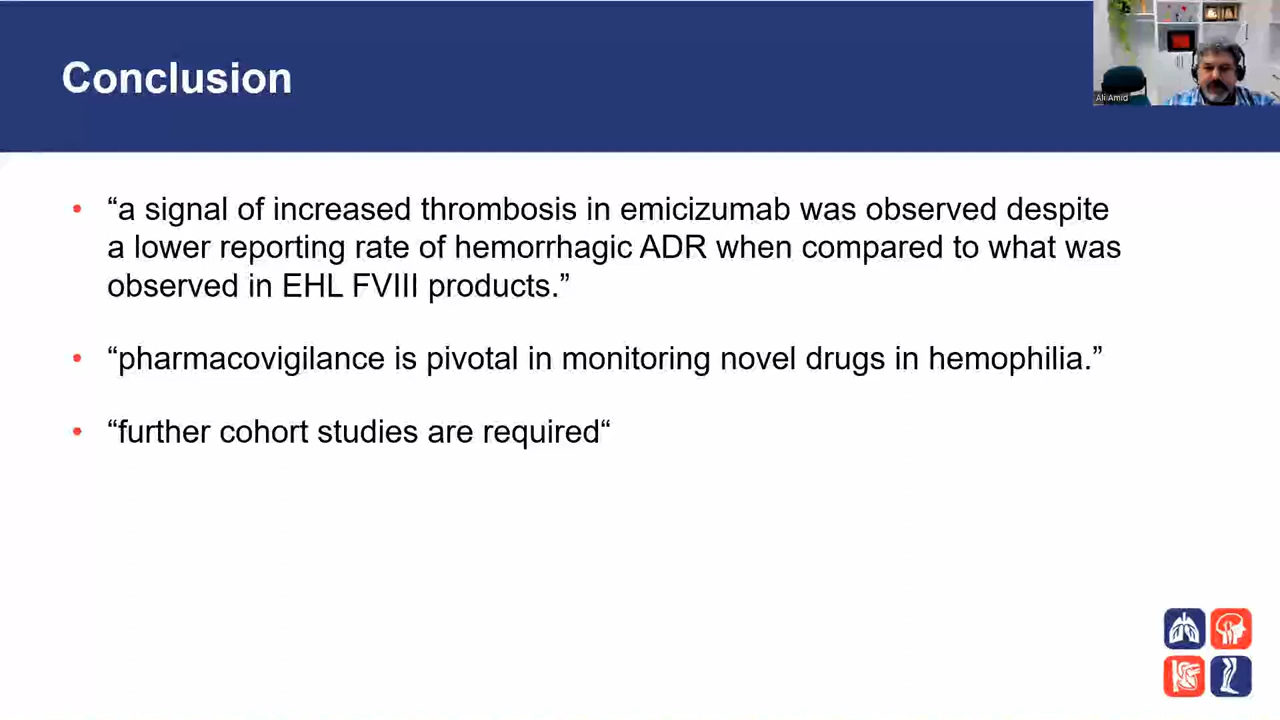 Conclusion
Ali Amid
• “a signal of increased thrombosis in emicizumab was observed despite
a lower reporting rate of hemorrhagic ADR when compared to what was
observed in EHL FVIII products.”
• “pharmacovigilance is pivotal in monitoring novel drugs in hemophilia.”
• “further cohort studies are required“